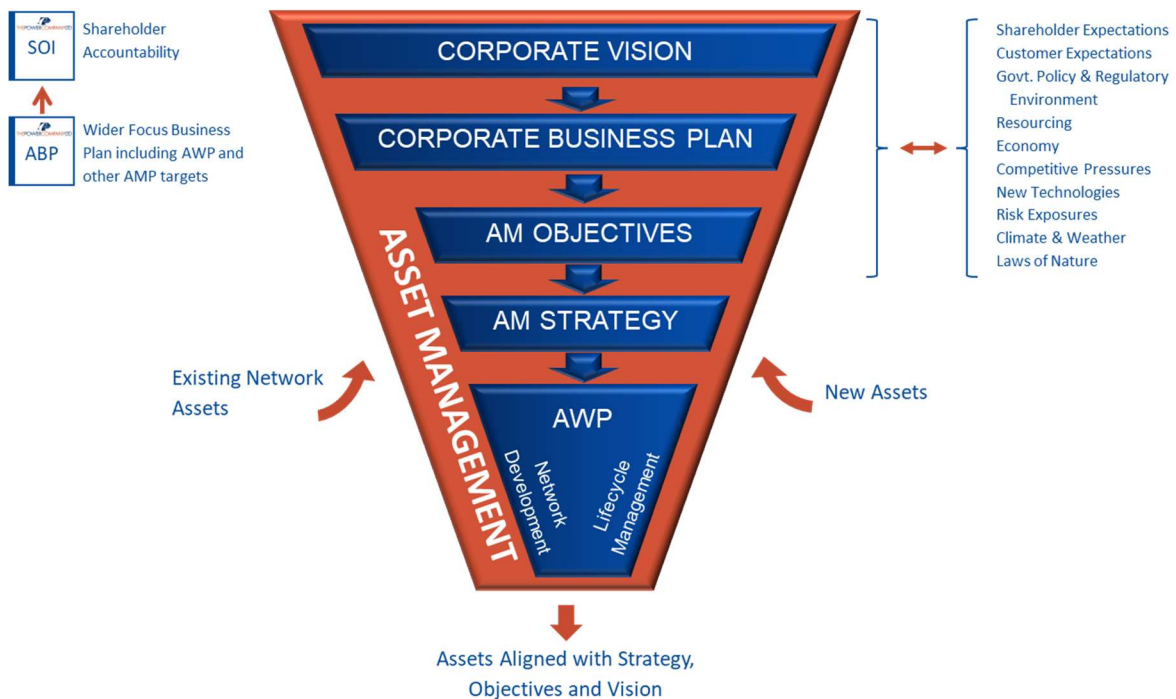 THEPOWERCOMPANYLTD
SOI
Shareholder
Accountability
THEPOWERCOMPANYLTD
ABP
Wider Focus Business
Plan including AWP and
other AMP targets
CORPORATE VISION
CORPORATE BUSINESS PLAN
AM OBJECTIVES
AM STRATEGY
AWP
Network
Development
Lifecycle
Management
ASSET MANAGEMENT
Shareholder Expectations
Customer Expectations
Govt. Policy & Regulatory
Environment
Resourcing
Economy
Competitive Pressures
New Technologies
Risk Exposures
Climate & Weather
Laws of Nature
Existing Network
Assets
New Assets
Assets Aligned with Strategy,
Objectives and Vision